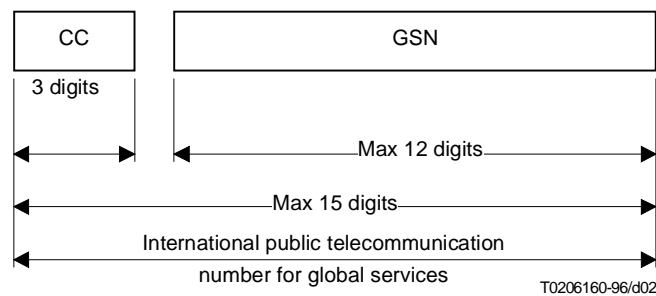 CC
GSN
3 digits
Max 12 digits
Max 15 digits
International public telecommunication
number for global services
T0206160-96/d02